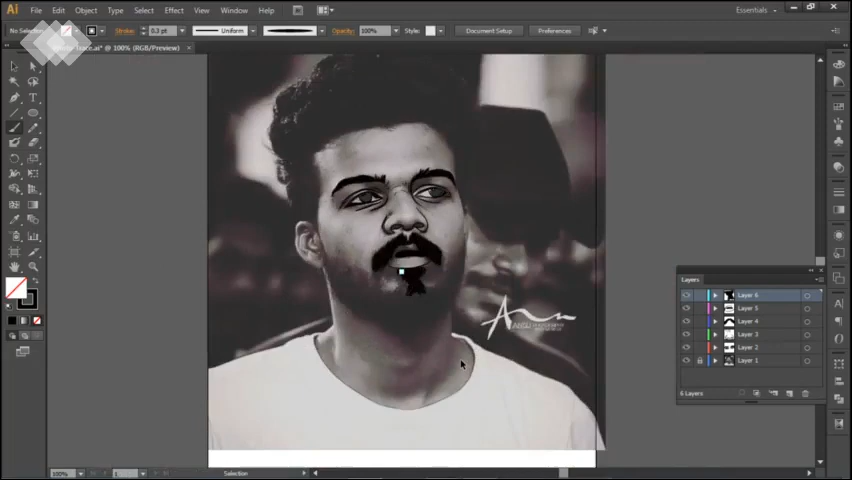 Ai File Edit Object Type Select Effect View Window Help Essentials
No Selection Stroke: 0.3 pt Uniform Opacity: 100% Style: Document Setup Preferences
Trace.ai* @ 100% (RGB/Preview)
Layers
Layer 6
Layer 5
Layer 4
Layer 3
Layer 2
Layer 1
6 Layers
100% 1 Selection